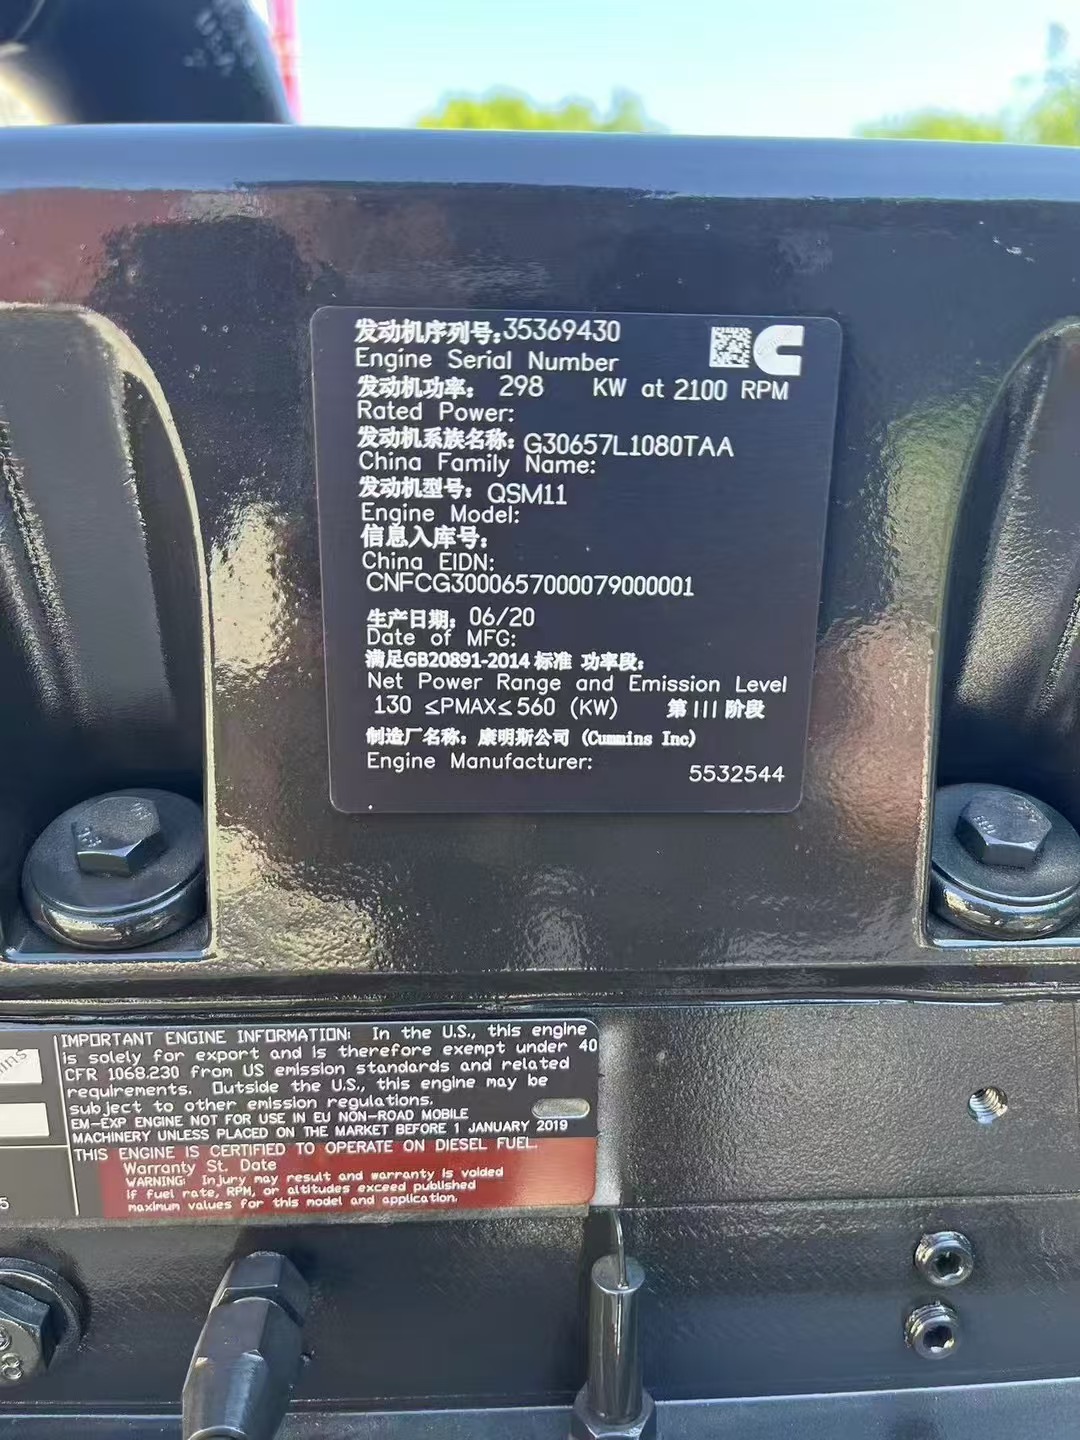 发动机序列号:35369430
Engine Serial Number
发动机功率: 298 KW at 2100 RPM
Rated Power:
发动机系族名称: G30657L1080TAA
China Family Name:
发动机型号: QSM11
Engine Model:
信息入库号:
China EIDN:
CNFCG3000657000079000001
生产日期: 06/20
Date of MFG:
满足GB20891-2014 标准 功率段:
Net Power Range and Emission Level
130 ≤PMAX≤ 560 (KW) 第 III 阶段
制造厂名称: 康明斯公司 (Cummins Inc)
Engine Manufacturer:
5532544
IMPORTANT ENGINE INFORMATION: In the U.S., this engine
is solely for export and is therefore exempt under 40
CFR 1068.230 from US emission standards and related
requirements. Outside the U.S., this engine may be
subject to other emission regulations.
EM-EXP ENGINE NOT FOR USE IN EU NON-ROAD MOBILE
MACHINERY UNLESS PLACED ON THE MARKET BEFORE 1 JANUARY 2019
THIS ENGINE IS CERTIFIED TO OPERATE ON DIESEL FUEL.
Warranty St. Date
WARNING: Injury may result and warranty is voided
if fuel rate, RPM, or altitudes exceed published
maximum values for this model and application.